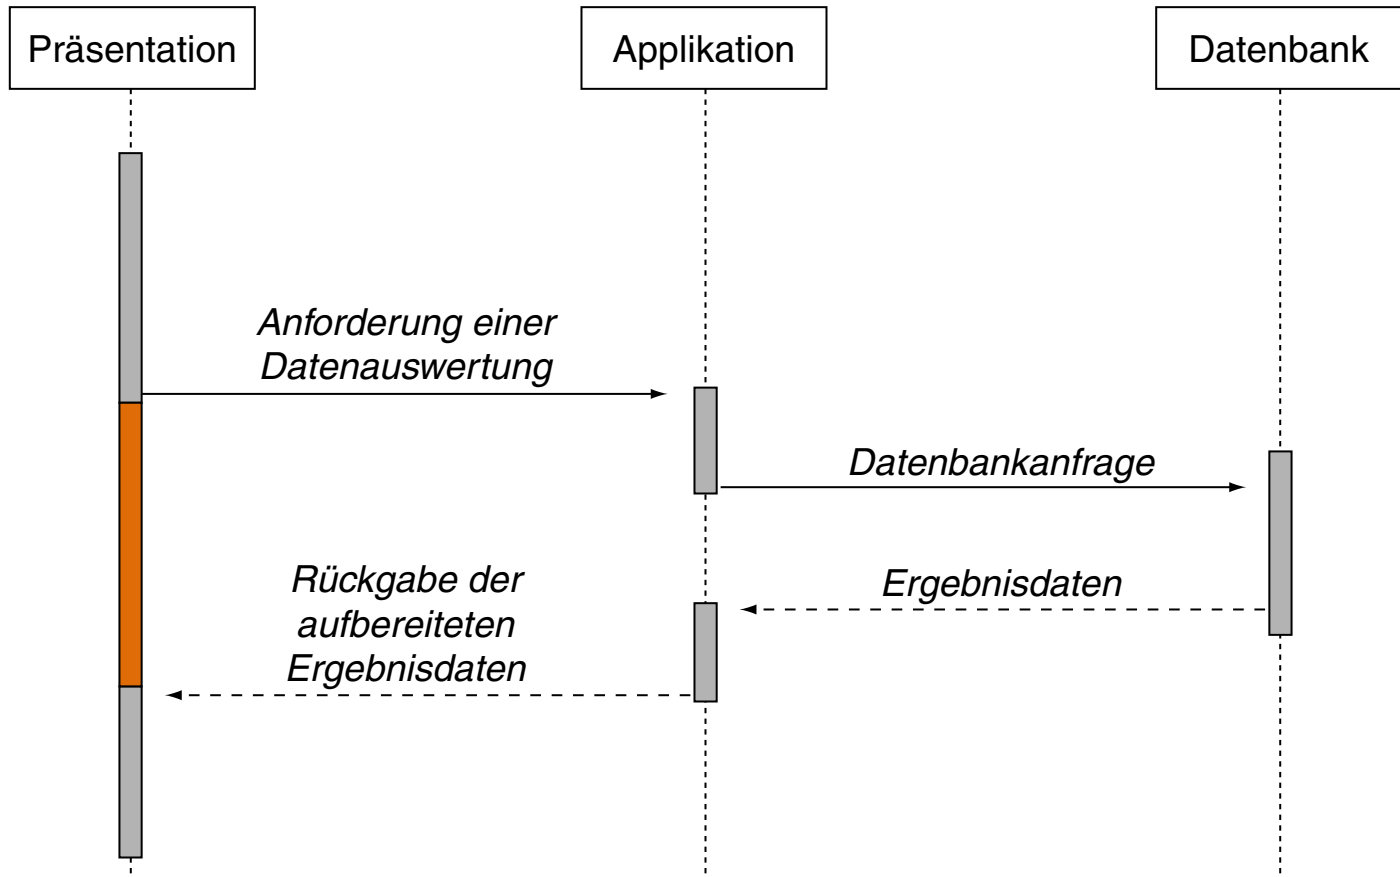 Präsentation
Applikation
Datenbank
Anforderung einer
Datenauswertung
Datenbankanfrage
Ergebnisdaten
Rückgabe der
aufbereiteten
Ergebnisdaten